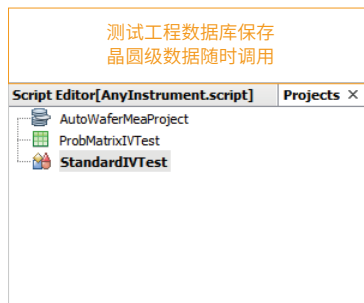 测试工程数据库保存
晶圆级数据随时调用
Script Editor[AnyInstrument.script] Projects ×
AutoWaferMeaProject
ProbMatrixIVTest
StandardIVTest